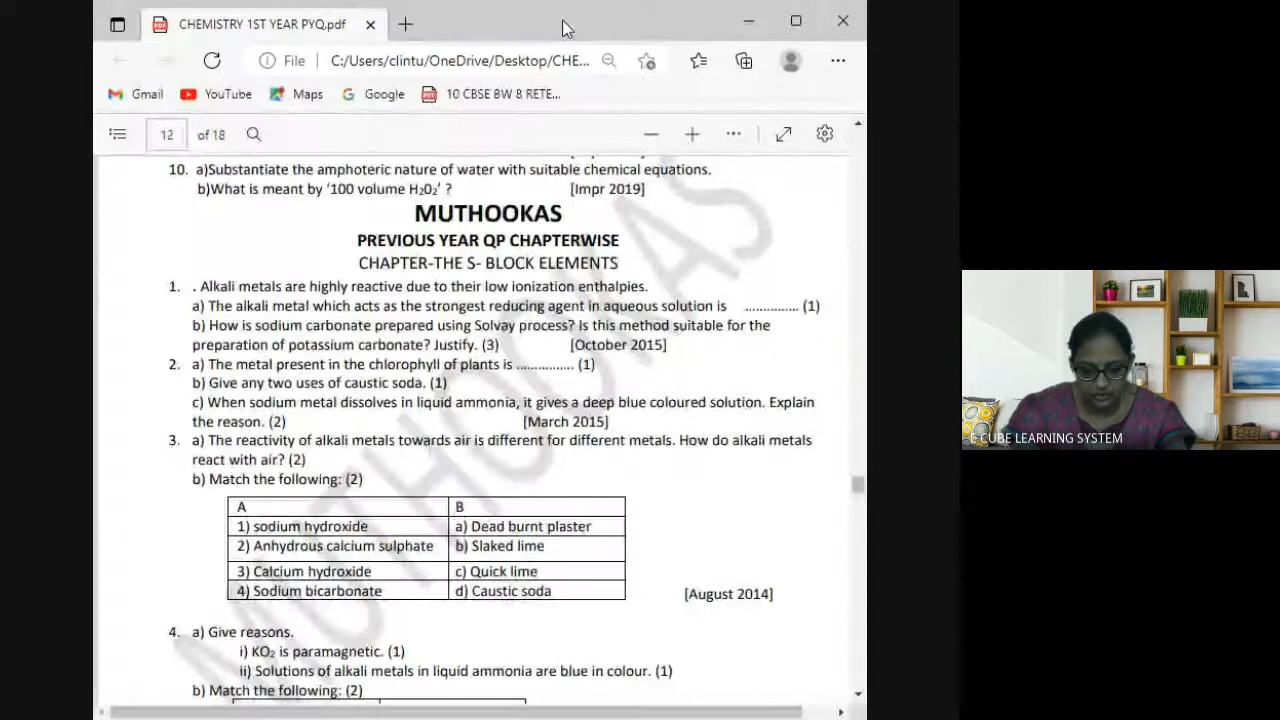 CHEMISTRY 1ST YEAR PYQ.pdf
File C:/Users/clintu/OneDrive/Desktop/CHE...
Gmail YouTube Maps Google 10 CBSE BW 8 RETE...
12 of 18
10. a)Substantiate the amphoteric nature of water with suitable chemical equations.
b)What is meant by ‘100 volume H₂0₂’ ? [Impr 2019]
MUTHOOKAS
PREVIOUS YEAR QP CHAPTERWISE
CHAPTER-THE S- BLOCK ELEMENTS
1. . Alkali metals are highly reactive due to their low ionization enthalpies.
a) The alkali metal which acts as the strongest reducing agent in aqueous solution is ............... (1)
b) How is sodium carbonate prepared using Solvay process? Is this method suitable for the
preparation of potassium carbonate? Justify. (3) [October 2015]
2. a) The metal present in the chlorophyll of plants is ............... (1)
b) Give any two uses of caustic soda. (1)
c) When sodium metal dissolves in liquid ammonia, it gives a deep blue coloured solution. Explain
the reason. (2) [March 2015]
3. a) The reactivity of alkali metals towards air is different for different metals. How do alkali metals
react with air? (2)
b) Match the following: (2)
A B
1) sodium hydroxide a) Dead burnt plaster
2) Anhydrous calcium sulphate b) Slaked lime
3) Calcium hydroxide c) Quick lime
4) Sodium bicarbonate d) Caustic soda
[August 2014]
4. a) Give reasons.
i) KO₂ is paramagnetic. (1)
ii) Solutions of alkali metals in liquid ammonia are blue in colour. (1)
b) Match the following: (2)
MUTHOOKAS
E CUBE LEARNING SYSTEM